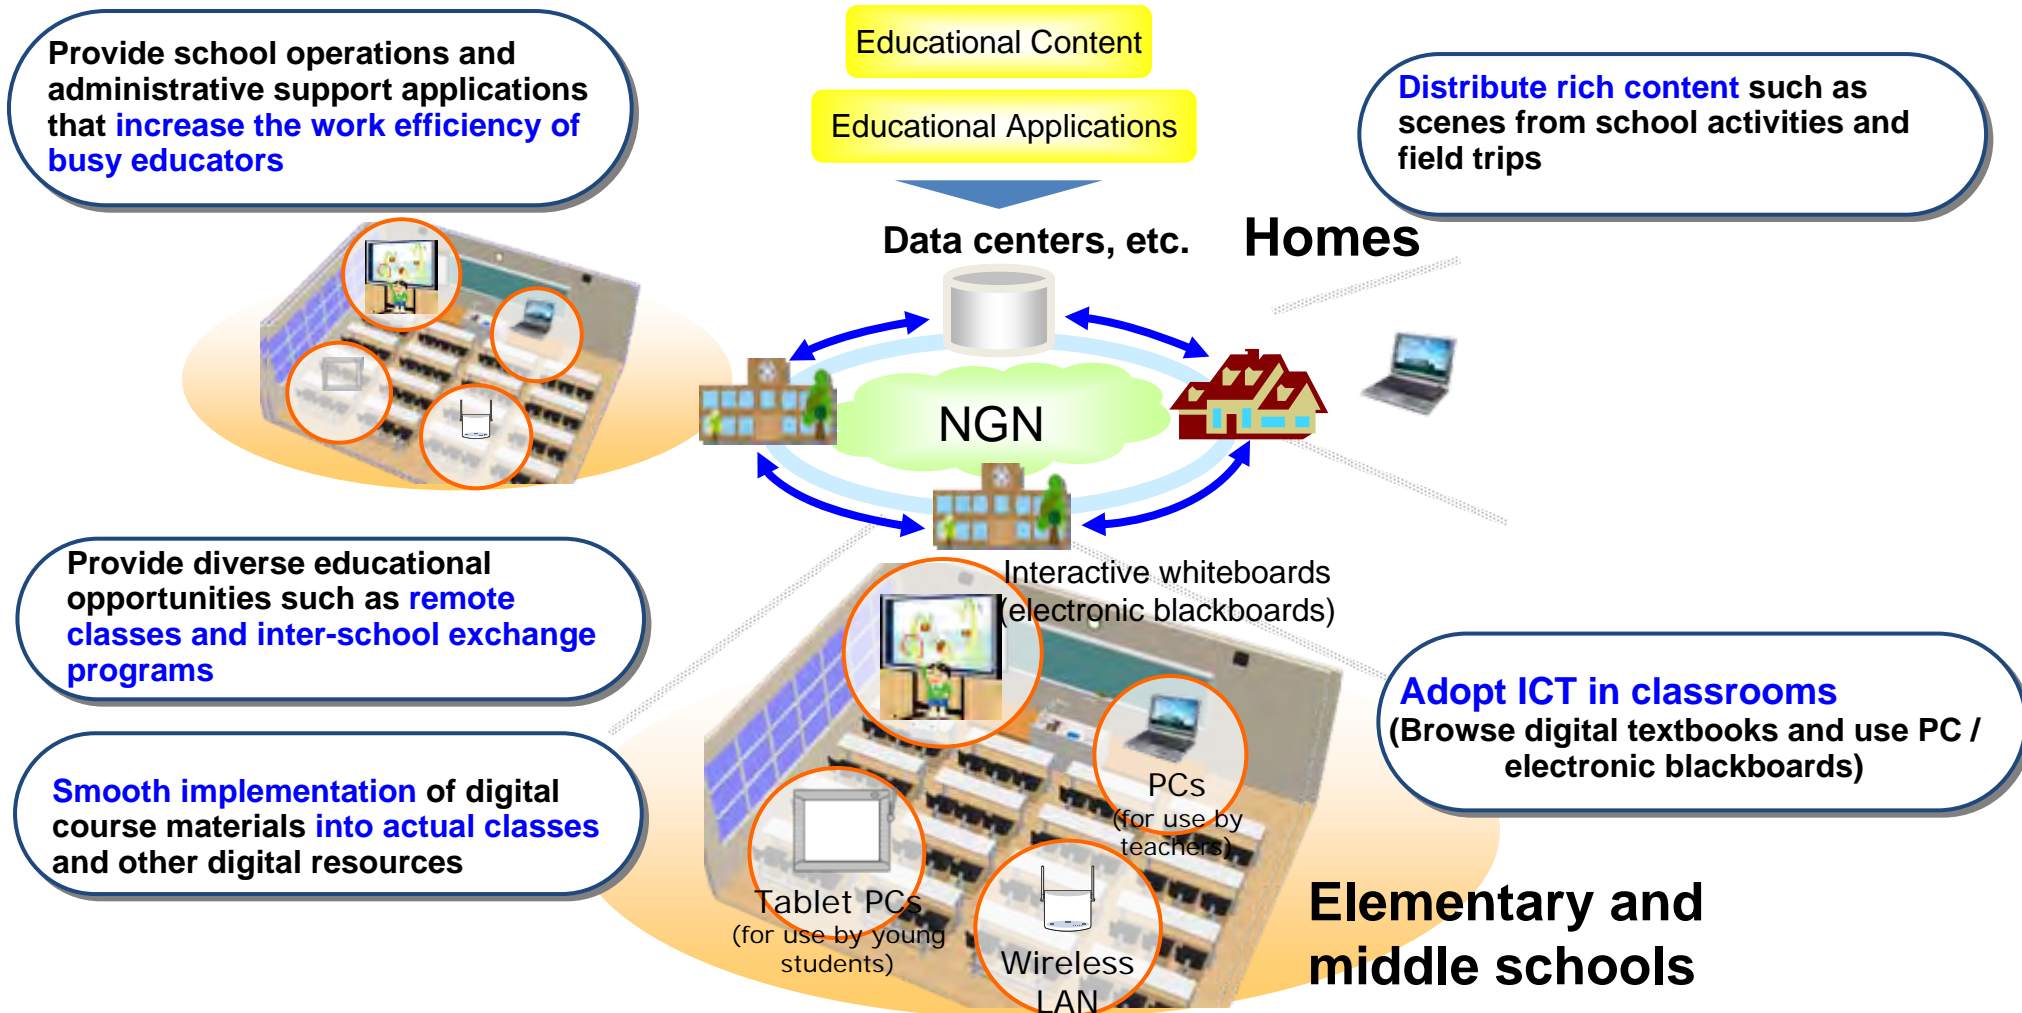 Provide school operations and
administrative support applications
that increase the work efficiency of
busy educators
Educational Content
Educational Applications
Distribute rich content such as
scenes from school activities and
field trips
Data centers, etc.
Homes
NGN
Provide diverse educational
opportunities such as remote
classes and inter-school exchange
programs
Interactive whiteboards
(electronic blackboards)
Adopt ICT in classrooms
(Browse digital textbooks and use PC /
electronic blackboards)
Smooth implementation of digital
course materials into actual classes
and other digital resources
PCs
(for use by
teachers)
Tablet PCs
(for use by young
students)
Wireless
LAN
Elementary and
middle schools